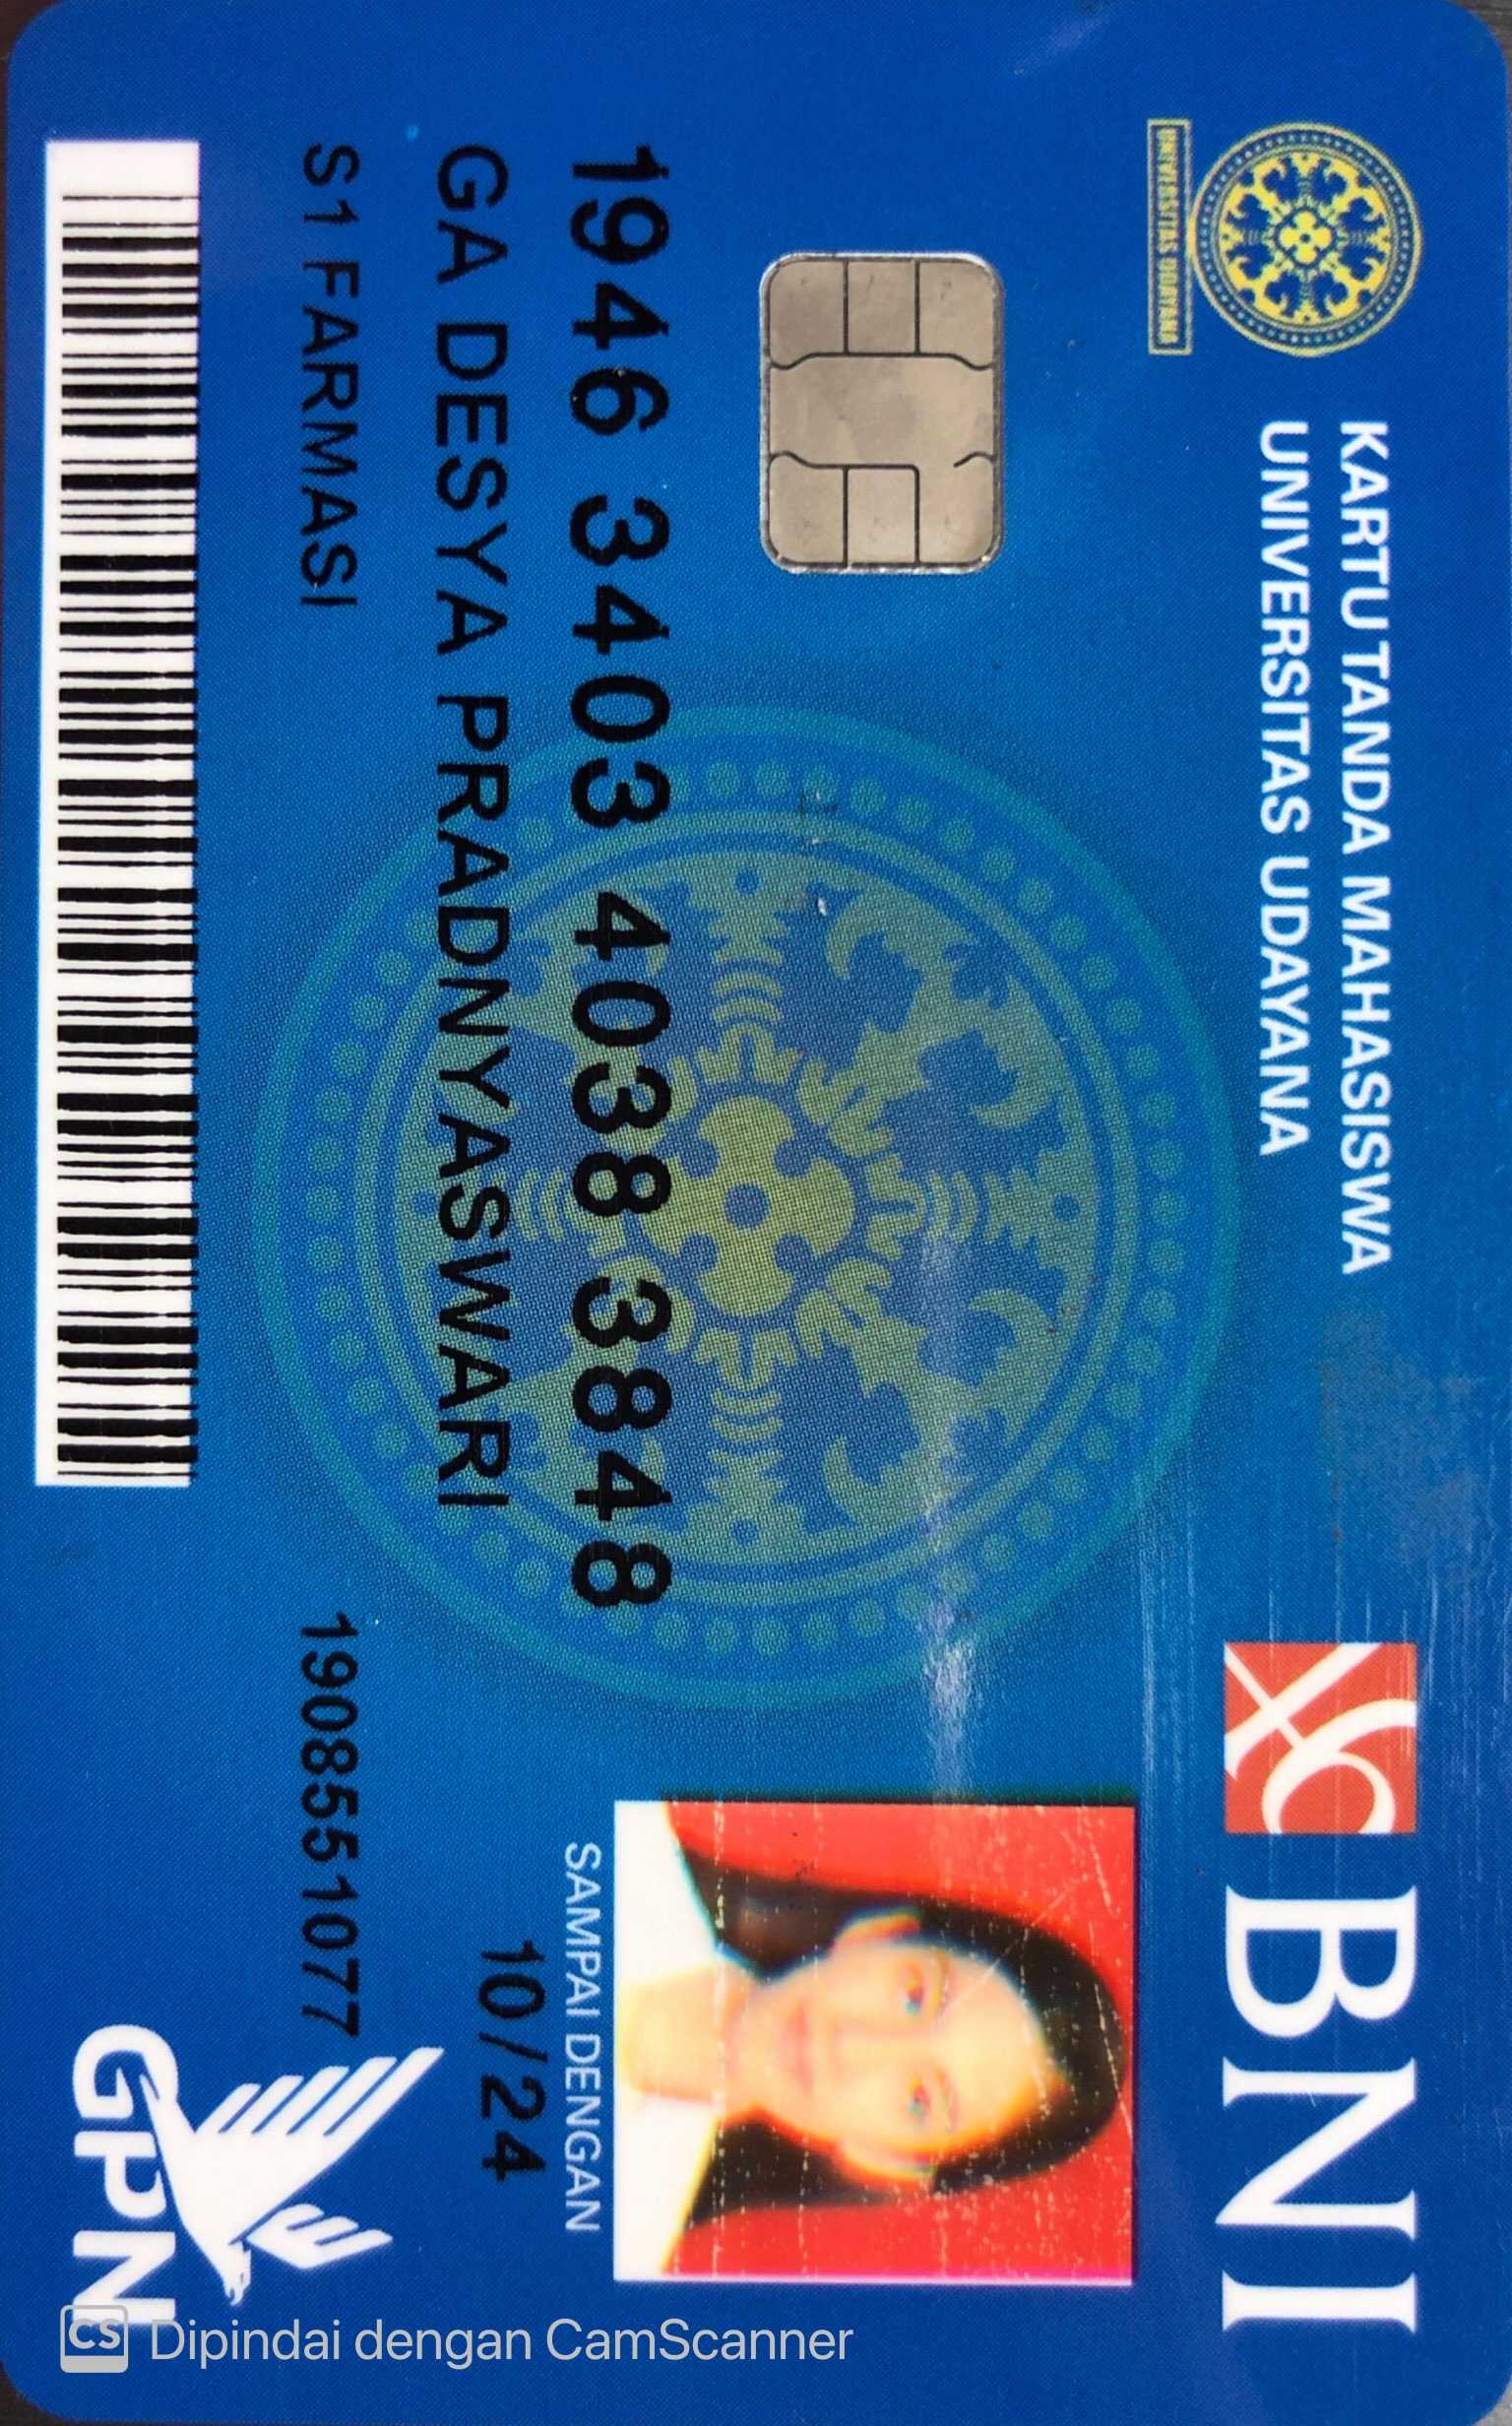 KARTU TANDA MAHASISWA
UNIVERSITAS UDAYANA
UNIVERSITAS UDAYANA
BNI
1946 3403 4038 3848
GA DESYA PRADNYASWARI
S1 FARMASI
1908551077
SAMPAI DENGAN
10/24
GPN
CS Dipindai dengan CamScanner